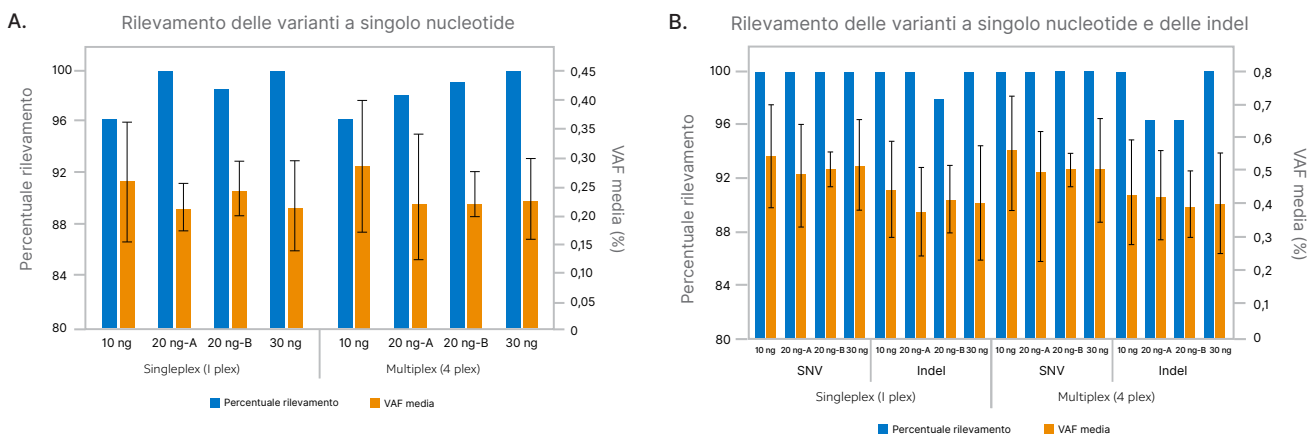 A.
Rilevamento delle varianti a singolo nucleotide
Percentuale rilevamento
100
96
92
88
84
80
0,45
0,40
0,35
0,30
0,25
0,20
0,15
0,10
0,05
0
VAF media (%)
10 ng 20 ng-A 20 ng-B 30 ng 10 ng 20 ng-A 20 ng-B 30 ng
Singleplex (1 plex) Multiplex (4 plex)
Percentuale rilevamento VAF media
B.
Rilevamento delle varianti a singolo nucleotide e delle indel
Percentuale rilevamento
100
96
92
88
84
80
0,8
0,7
0,6
0,5
0,4
0,3
0,2
0,1
0
VAF media (%)
10 ng 20 ng-A 20 ng-B 30 ng 10 ng 20 ng-A 20 ng-B 30 ng 10 ng 20 ng-A 20 ng-B 30 ng 10 ng 20 ng-A 20 ng-B 30 ng
SNV Indel SNV Indel
Singleplex (1 plex) Multiplex (4 plex)
Percentuale rilevamento VAF media